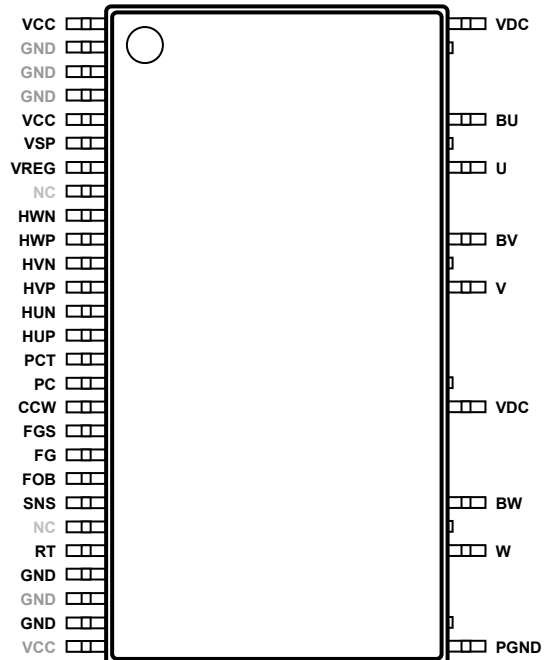 VCC VDC
GND
GND
GND
VCC BU
VSP
VREG U
NC
HWN
HWP BV
HVN
HVP V
HUN
HUP
PCT
PC
CCW VDC
FGS
FG
FOB
SNS BW
NC
RT W
GND
GND
GND
VCC PGND